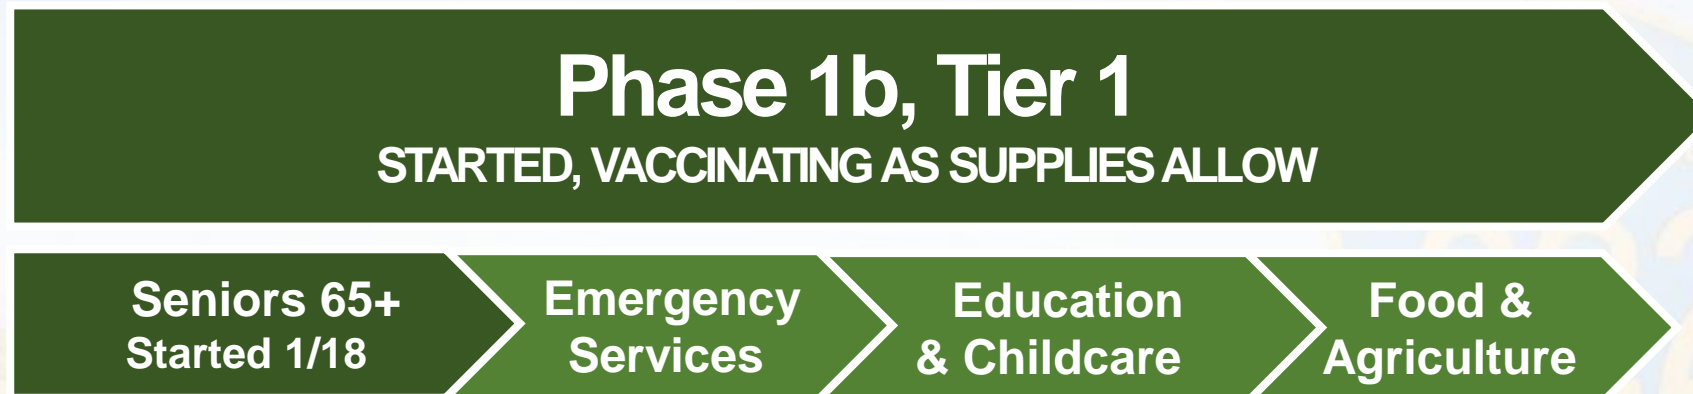 Phase 1b, Tier 1
STARTED, VACCINATING AS SUPPLIES ALLOW
Seniors 65+
Started 1/18
Emergency
Services
Education
& Childcare
Food &
Agriculture